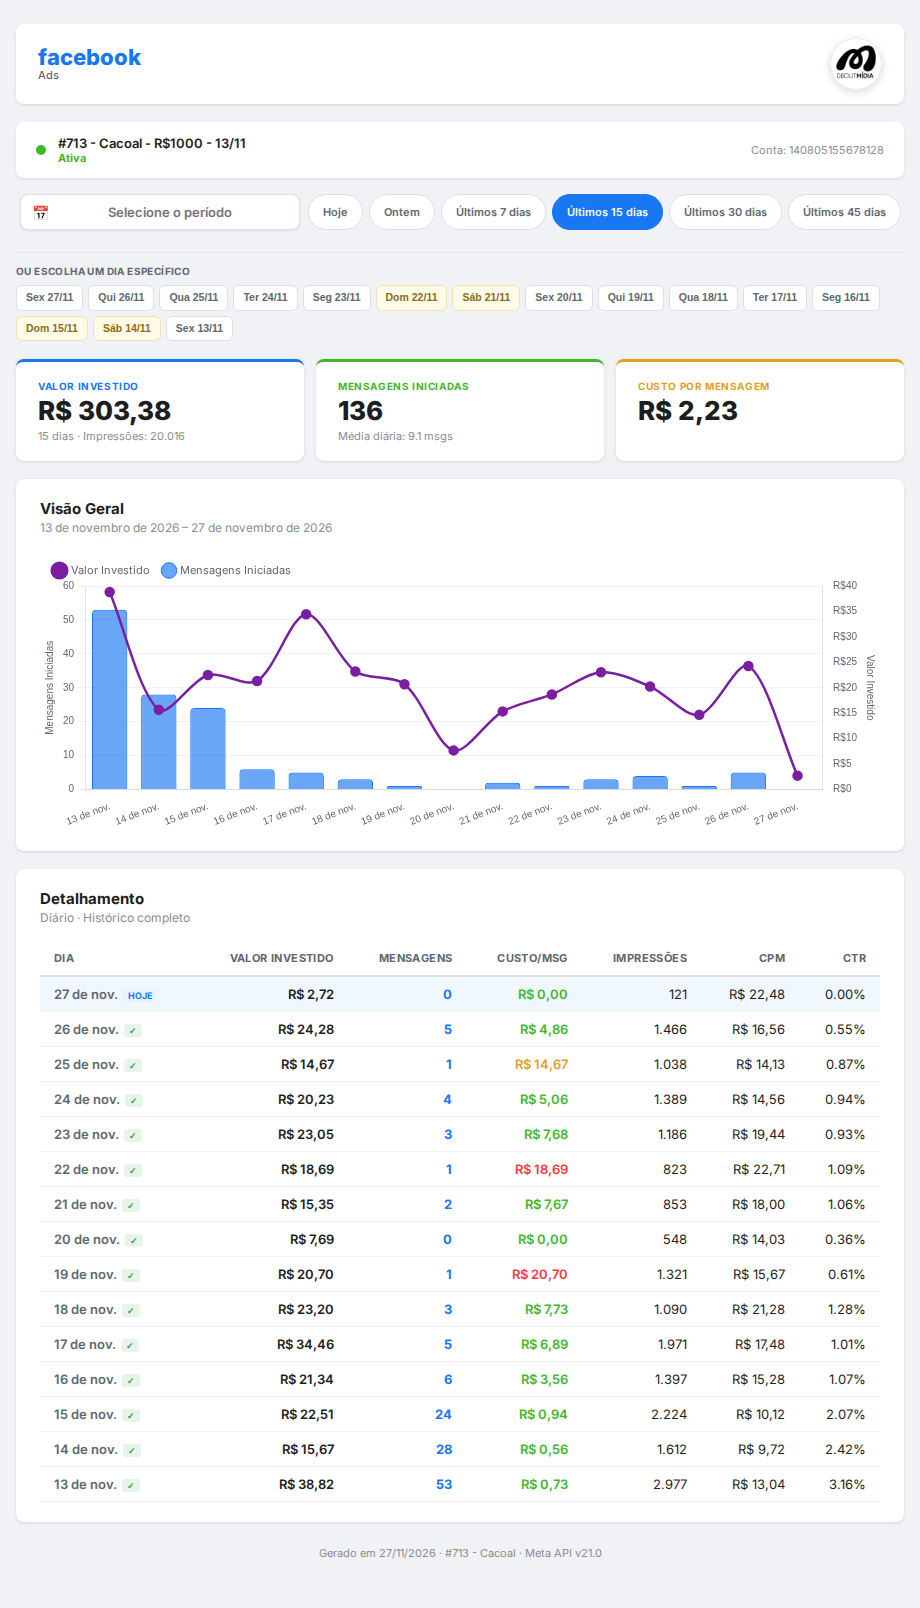 facebook
Ads
DBOUTMÍDIA
#713 - Cacoal - R$1000 - 13/11
Ativa
Conta: 140805155678128
Selecione o período
Hoje
Ontem
Últimos 7 dias
Últimos 15 dias
Últimos 30 dias
Últimos 45 dias
OU ESCOLHA UM DIA ESPECÍFICO
Sex 27/11 Qui 26/11 Qua 25/11 Ter 24/11 Seg 23/11 Dom 22/11 Sáb 21/11 Sex 20/11 Qui 19/11 Qua 18/11 Ter 17/11 Seg 16/11
Dom 15/11 Sáb 14/11 Sex 13/11
VALOR INVESTIDO
R$ 303,38
15 dias · Impressões: 20.016
MENSAGENS INICIADAS
136
Média diária: 9.1 msgs
CUSTO POR MENSAGEM
R$ 2,23
Visão Geral
13 de novembro de 2026 – 27 de novembro de 2026
Valor Investido Mensagens Iniciadas
Mensagens Iniciadas
60
50
40
30
20
10
0
R$40
R$35
R$30
R$25
R$20
R$15
R$10
R$5
R$0
Valor Investido
13 de nov. 14 de nov. 15 de nov. 16 de nov. 17 de nov. 18 de nov. 19 de nov. 20 de nov. 21 de nov. 22 de nov. 23 de nov. 24 de nov. 25 de nov. 26 de nov. 27 de nov.
Detalhamento
Diário · Histórico completo
DIA VALOR INVESTIDO MENSAGENS CUSTO/MSG IMPRESSÕES CPM CTR
27 de nov. HOJE R$ 2,72 0 R$ 0,00 121 R$ 22,48 0.00%
26 de nov. ✓ R$ 24,28 5 R$ 4,86 1.466 R$ 16,56 0.55%
25 de nov. ✓ R$ 14,67 1 R$ 14,67 1.038 R$ 14,13 0.87%
24 de nov. ✓ R$ 20,23 4 R$ 5,06 1.389 R$ 14,56 0.94%
23 de nov. ✓ R$ 23,05 3 R$ 7,68 1.186 R$ 19,44 0.93%
22 de nov. ✓ R$ 18,69 1 R$ 18,69 823 R$ 22,71 1.09%
21 de nov. ✓ R$ 15,35 2 R$ 7,67 853 R$ 18,00 1.06%
20 de nov. ✓ R$ 7,69 0 R$ 0,00 548 R$ 14,03 0.36%
19 de nov. ✓ R$ 20,70 1 R$ 20,70 1.321 R$ 15,67 0.61%
18 de nov. ✓ R$ 23,20 3 R$ 7,73 1.090 R$ 21,28 1.28%
17 de nov. ✓ R$ 34,46 5 R$ 6,89 1.971 R$ 17,48 1.01%
16 de nov. ✓ R$ 21,34 6 R$ 3,56 1.397 R$ 15,28 1.07%
15 de nov. ✓ R$ 22,51 24 R$ 0,94 2.224 R$ 10,12 2.07%
14 de nov. ✓ R$ 15,67 28 R$ 0,56 1.612 R$ 9,72 2.42%
13 de nov. ✓ R$ 38,82 53 R$ 0,73 2.977 R$ 13,04 3.16%
Gerado em 27/11/2026 · #713 - Cacoal · Meta API v21.0